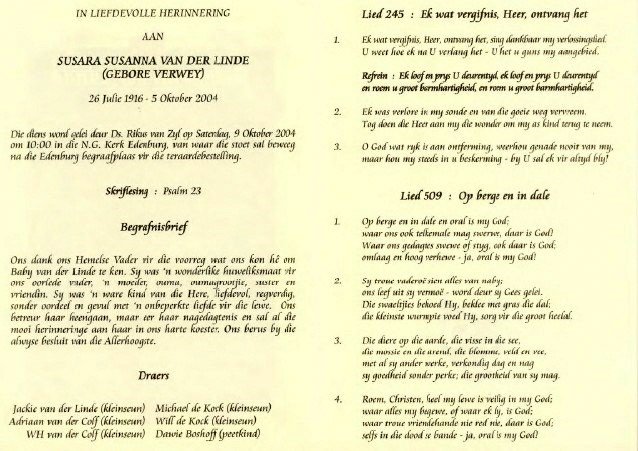 IN LIEFDEVOLLE HERINNERING
AAN
SUSARA SUSANNA VAN DER LINDE
(GEBORE VERWEY)
26 Julie 1916 - 5 Oktober 2004
Die diens word gelei deur Ds. Rikus van Zyl op Saterdag, 9 Oktober 2004
om 10:00 in die N.G. Kerk Edenburg, van waar die stoet sal beweeg
na die Edenburg begraafplaas vir die teraardebestelling.
Skriflesing : Psalm 23
Begrafnisbrief
Ons dank ons Hemelse Vader vir die voorreg wat ons kon hê om
Baby van der Linde te ken. Sy was 'n wonderlike huweliksmaat vir
ons oorlede vader, 'n moeder, ouma, oumagrootjie, suster en
vriendin. Sy was 'n ware kind van die Here, liefdevol, regverdig,
sonder oordeel en gevul met 'n onbeperkte liefde vir die lewe. Ons
betreur haar heengaan, maar eer haar nagedagtenis en sal al die
mooi herinneringe aan haar in ons harte koester. Ons berus by die
alwyse besluit van die Allerhoogste.
Draers
Jackie van der Linde (kleinseun) Michael de Kock (kleinseun)
Adriaan van der Colf (kleinseun) Will de Kock (kleinseun)
WH van der Colf (kleinseun) Dawie Boshoff (peetkind)
Lied 245 : Ek wat vergifnis, Heer, ontvang het
1. Ek wat vergifnis, Heer, ontvang het, sing dankbaar my verlossingslied.
U weet hoe ek na U verlang het - U het u guns my aangebied.
Refrein : Ek loof en prys U deurentyd, ek loof en prys U deurentyd
en roem u groot barmhartigheid, en roem u groot barmhartigheid.
2. Ek was verlore in my sonde en van die goeie weg vervreem.
Tog doen die Heer aan my die wonder om my as kind terug te neem.
3. O God wat ryk is aan ontferming, weerhou genade nooit van my,
maar hou my steeds in u beskerming - by U sal ek vir altyd bly!
Lied 509 : Op berge en in dale
1. Op berge en in dale en oral is my God;
waar ons ook telkemale mag swerwe, daar is God!
Waar ons gedagtes swewe of styg, ook daar is God;
omlaag en hoog verhewe - ja, oral is my God!
2. Sy troue vaderoë sien alles van naby;
ons leef uit sy vermoë - word deur sy Gees gelei.
Die swaeltjies behoed Hy, beklee met gras die dal;
die kleinste wurmpie voed Hy, sorg vir die groot heelal.
3. Die diere op die aarde, die visse in die see,
die mossie en die arend, die blomme, veld en vee,
met al sy ander werke, verkondig dag en nag
sy goedheid sonder perke; die grootheid van sy mag.
4. Roem, Christen, heel my lewe is veilig in my God;
waar alles my begewe, of waar ek ly, is God;
waar troue vriendehande nie red nie, daar is God;
selfs in die dood se bande - ja, oral is my God!